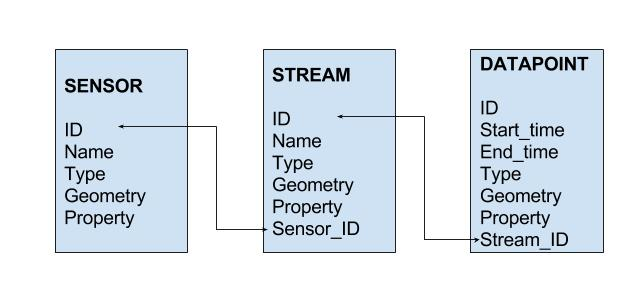 SENSOR
ID
Name
Type
Geometry
Property
STREAM
ID
Name
Type
Geometry
Property
Sensor_ID
DATAPOINT
ID
Start_time
End_time
Type
Geometry
Property
Stream_ID